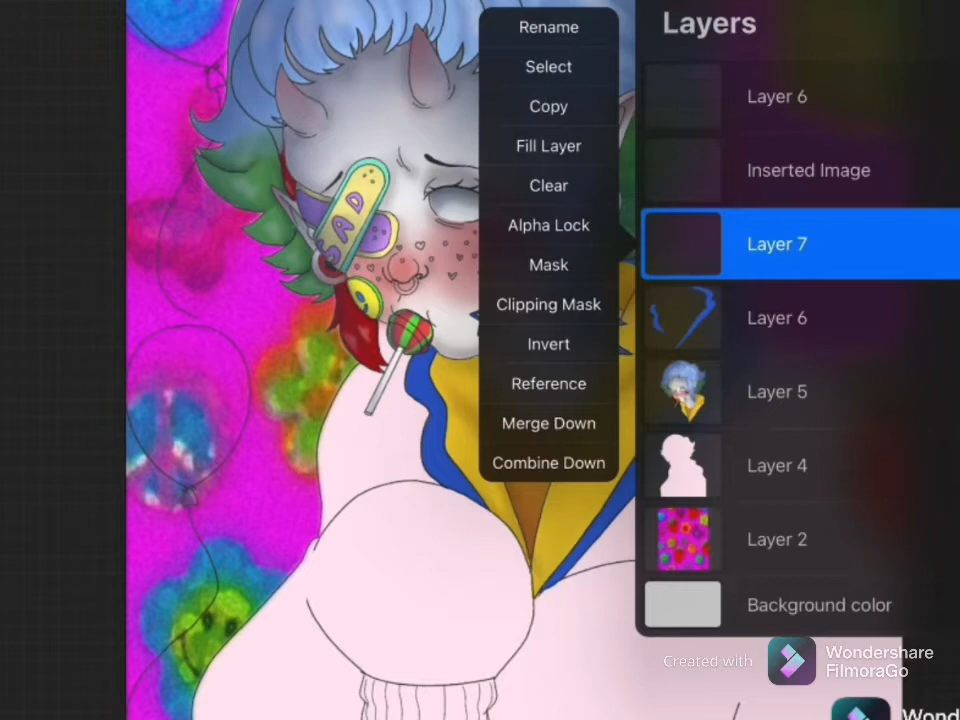 Rename
Select
Copy
Fill Layer
Clear
Alpha Lock
Mask
Clipping Mask
Invert
Reference
Merge Down
Combine Down
Layers
Layer 6
Inserted Image
Layer 7
Layer 6
Layer 5
Layer 4
Layer 2
Background color
SAD
Created with
Wondershare
FilmoraGo
Wond